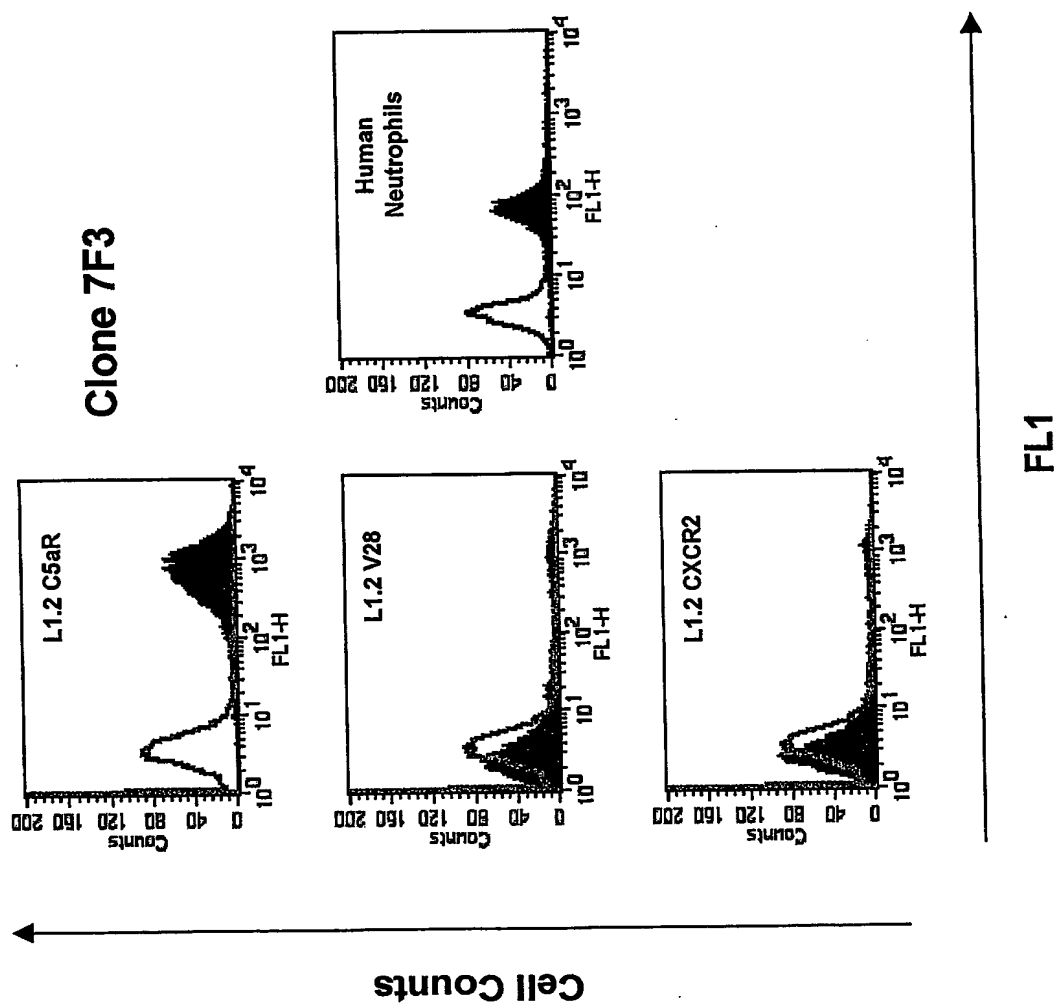 Clone 7F3
L1.2 C5aR
Counts
200
160
120
80
40
0
10^0
10^1
10^2
10^3
10^4
FL1-H
L1.2 V28
Counts
200
160
120
80
40
0
10^0
10^1
10^2
10^3
10^4
FL1-H
Human
Neutrophils
Counts
200
160
120
80
40
0
10^0
10^1
10^2
10^3
10^4
FL1-H
L1.2 CXCR2
Counts
200
160
120
80
40
0
10^0
10^1
10^2
10^3
10^4
FL1-H
Cell Counts
FL1